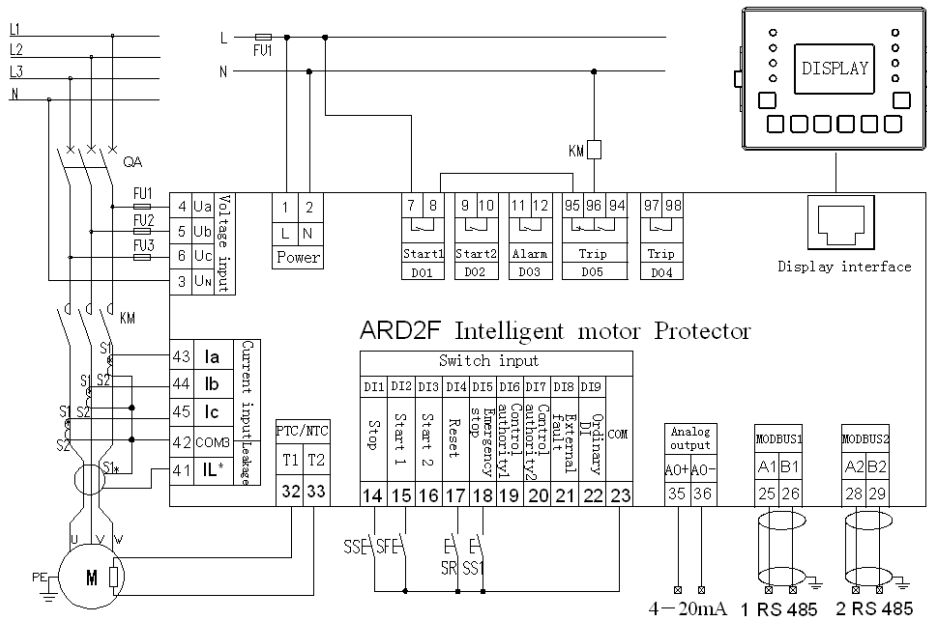 L1
L2
L3
N
L
FU1
N
DISPLAY
QA
KM
FU1
FU2
FU3
4 Ua
5 Ub
6 Uc
3 UN
Voltage input
1 2
L N
Power
7 8
Start1
DO1
9 10
Start2
DO2
11 12
Alarm
DO3
95 96 94
Trip
DO5
97 98
Trip
DO4
Display interface
KM
ARD2F Intelligent motor Protector
S1
S1 S2
S1 S2
S2
S1*
43 Ia
44 Ib
45 Ic
42 COM3
41 IL*
Current input
Leakage
PTC/NTC
T1 T2
32 33
Switch input
DI1 DI2 DI3 DI4 DI5 DI6 DI7 DI8 DI9
Stop
Start 1
Start 2
Reset
Emergency stop
Control authority1
Control authority2
External fault
Ordinary DI
COM
14 15 16 17 18 19 20 21 22 23
Analog output
AO+ AO-
35 36
MODBUS1
A1 B1
25 26
MODBUS2
A2 B2
28 29
SSE SFE
E E
SR SS1
U V W
PE
M
4-20mA
1 RS 485
2 RS 485